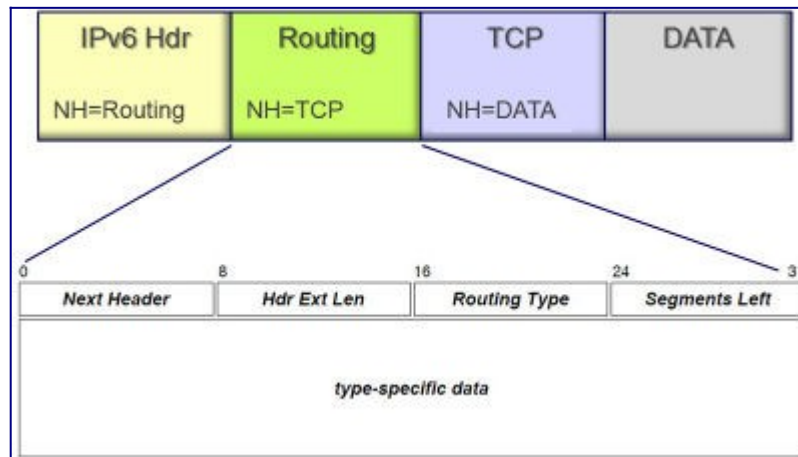 IPv6 Hdr Routing TCP DATA
NH=Routing NH=TCP NH=DATA
0 8 16 24 3
Next Header Hdr Ext Len Routing Type Segments Left
type-specific data